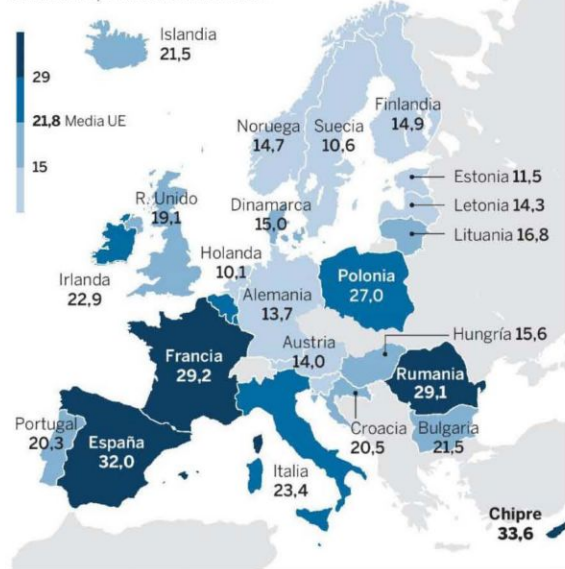 Islandia
21,5
29
21,8 Media UE
15
Finlandia
14,9
Noruega
14,7
Suecia
10,6
Estonia 11,5
Letonia 14,3
Lituania 16,8
R. Unido
19,1
Dinamarca
15,0
Irlanda
22,9
Holanda
10,1
Alemania
13,7
Polonia
27,0
Hungría 15,6
Austria
14,0
Francia
29,2
Rumania
29,1
Portugal
20,3
España
32,0
Italia
23,4
Croacia
20,5
Bulgaria
21,5
Chipre
33,6